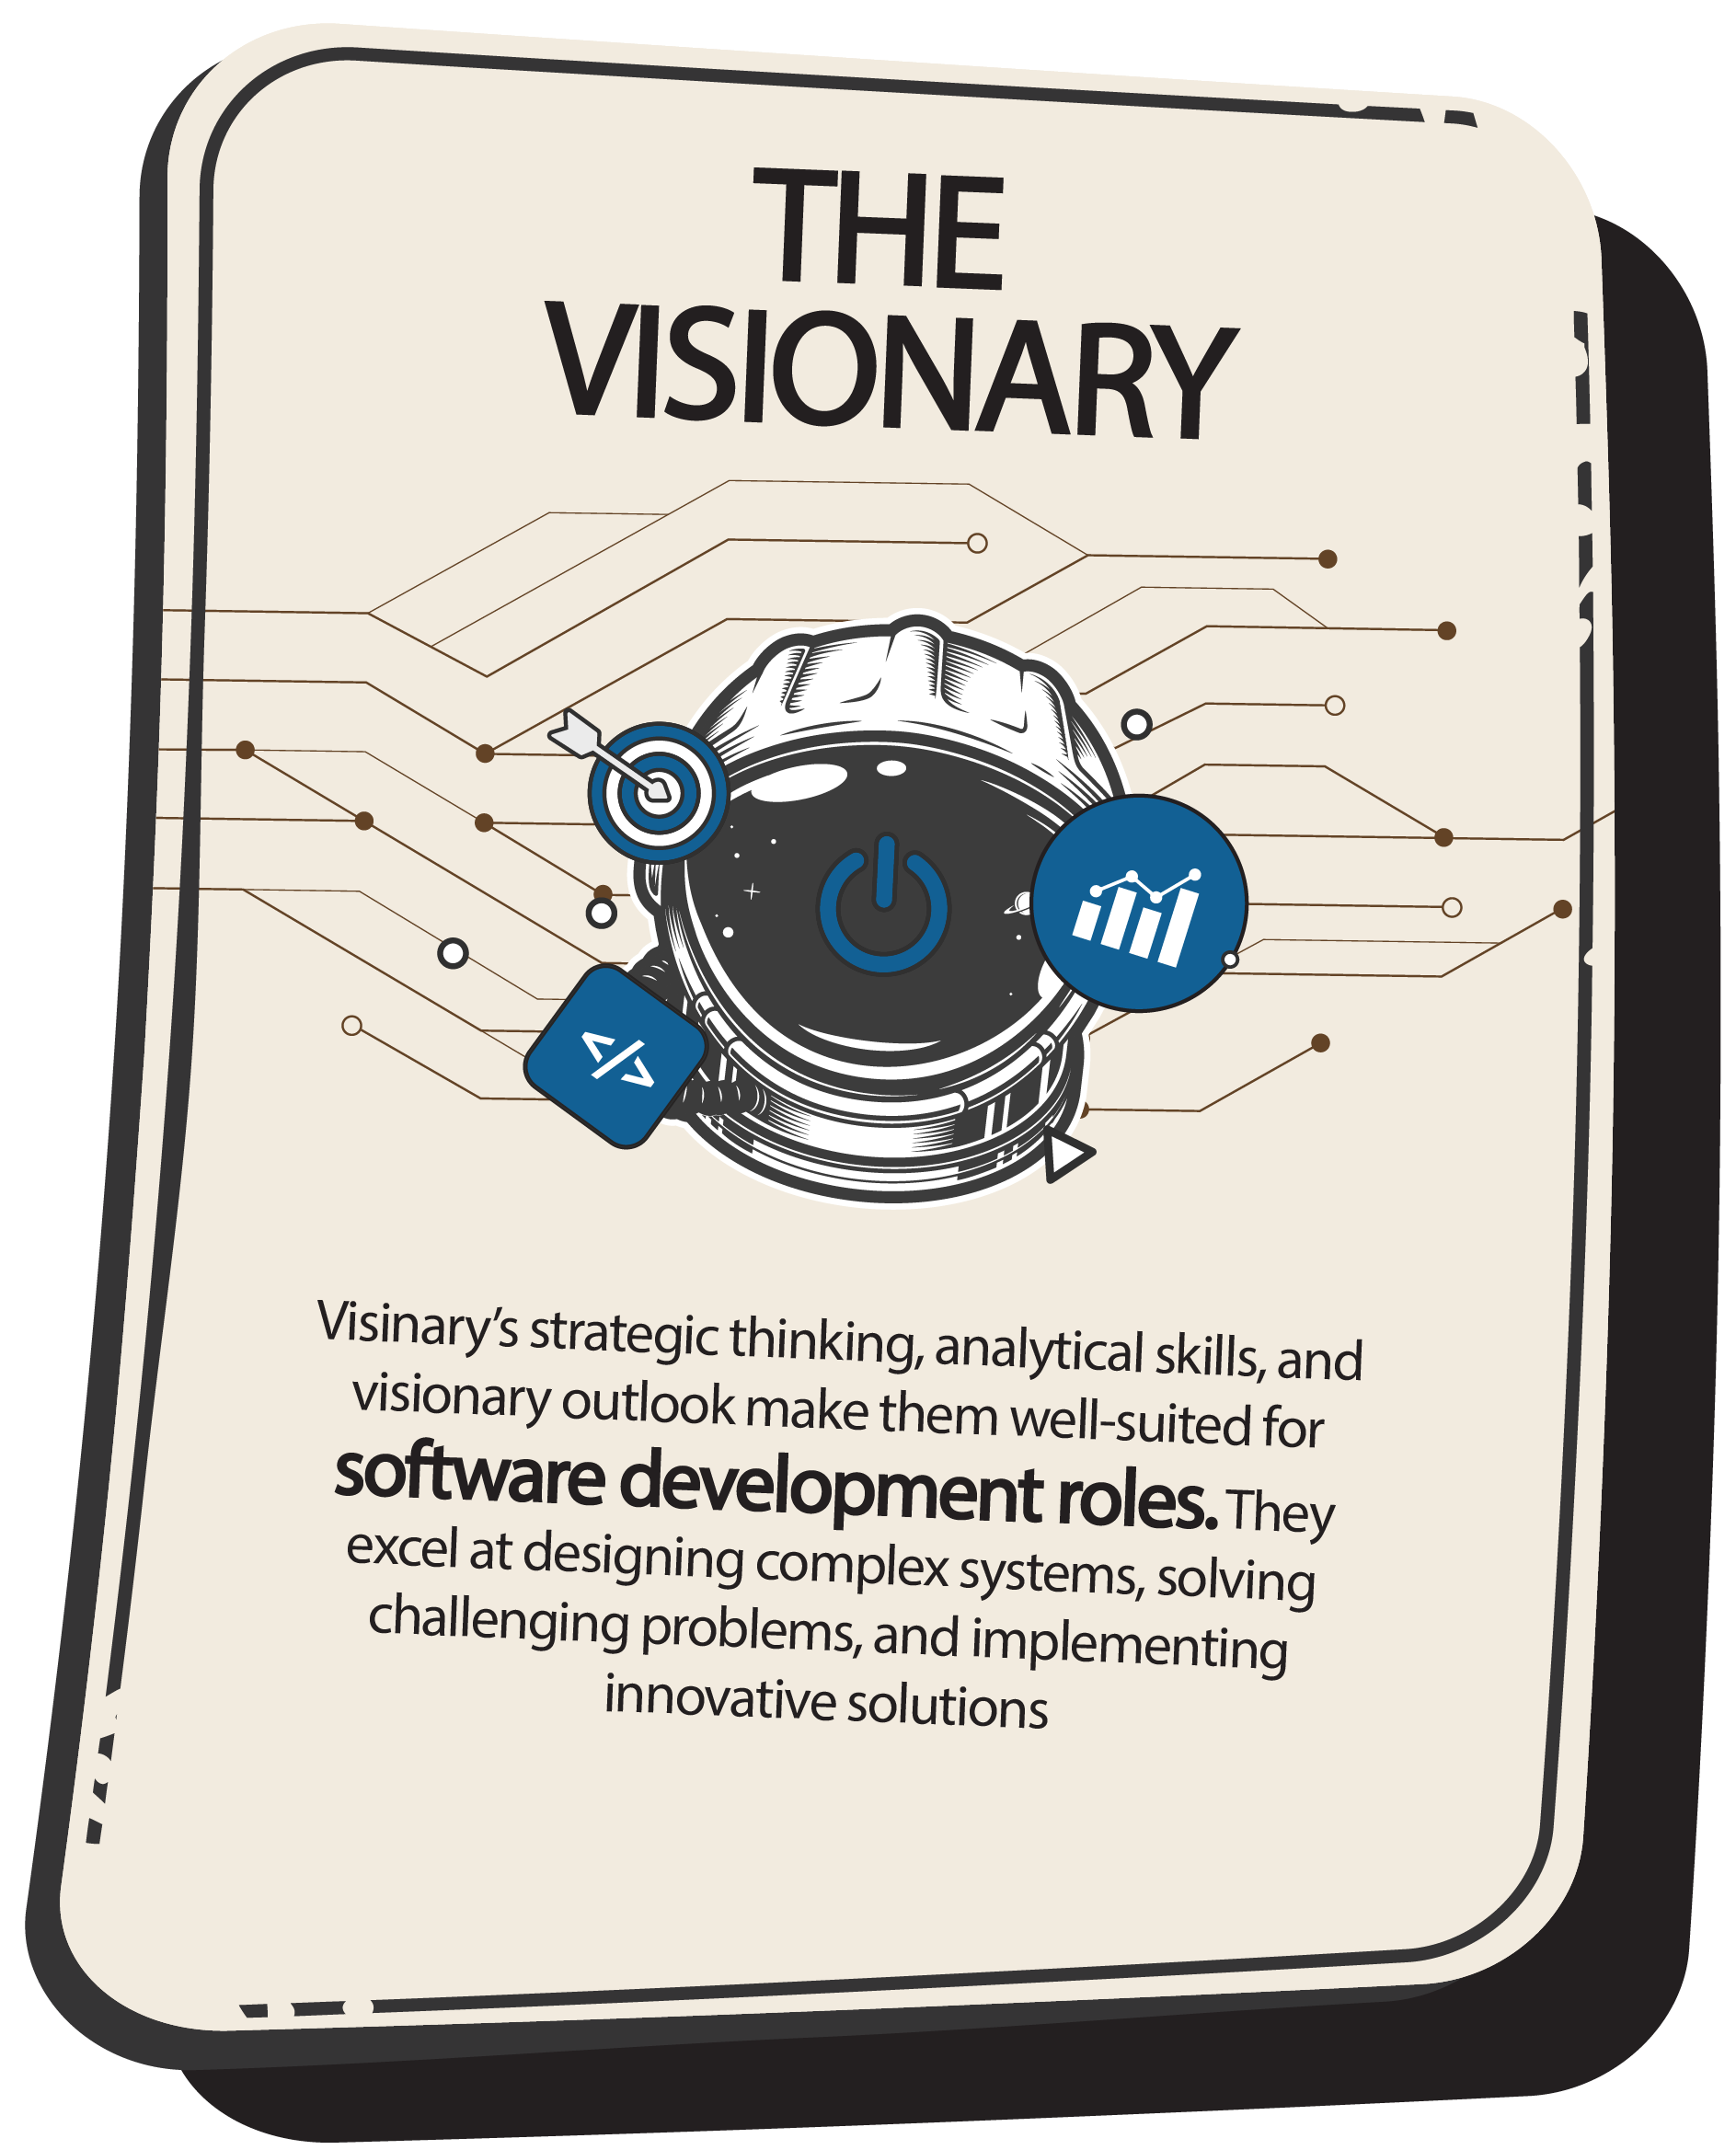 THE
VISIONARY
</>
Visinary’s strategic thinking, analytical skills, and
visionary outlook make them well-suited for
software development roles. They
excel at designing complex systems, solving
challenging problems, and implementing
innovative solutions